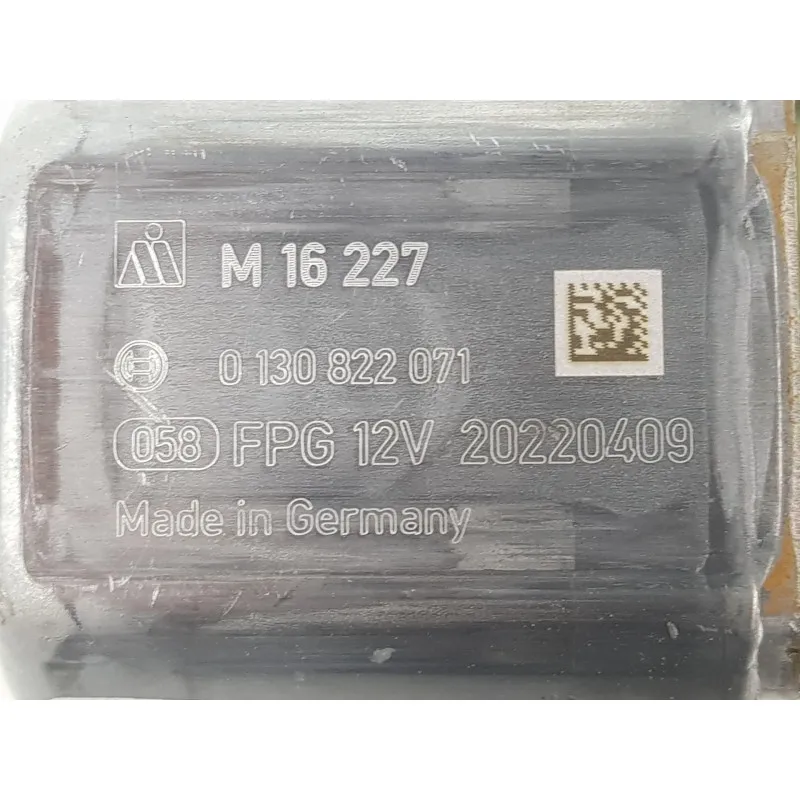 M 16 227
0 130 822 071
058 FPG 12V 20220409
Made in Germany